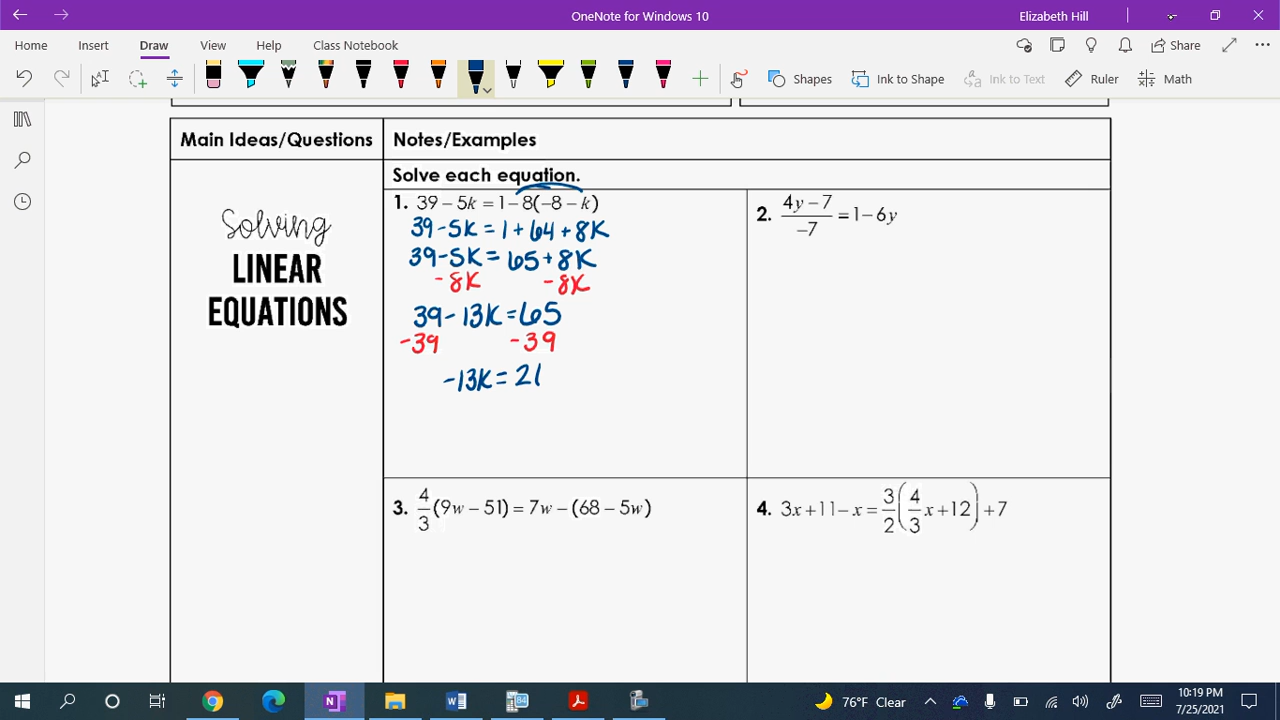 OneNote for Windows 10
Elizabeth Hill
Home Insert Draw View Help Class Notebook
Share
Shapes Ink to Shape Ink to Text Ruler Math
Main Ideas/Questions
Notes/Examples
Solving
LINEAR
EQUATIONS
Solve each equation.
1. 39 – 5k = 1 – 8(–8 – k)
39 - 5K = 1 + 64 + 8K
39 - 5K = 65 + 8K
- 8K - 8K
39 - 13K = 65
-39 -39
-13K = 21
2. (4y – 7)/(–7) = 1 – 6y
3. 4/3(9w – 51) = 7w – (68 – 5w)
4. 3x + 11 – x = 3/2(4/3x + 12) + 7
76°F Clear
10:19 PM
7/25/2021